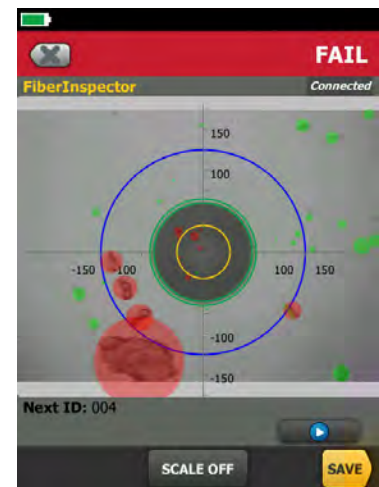 FAIL
FiberInspector Connected
150
100
-150 -100 100 150
-100
-150
Next ID: 004
SCALE OFF SAVE